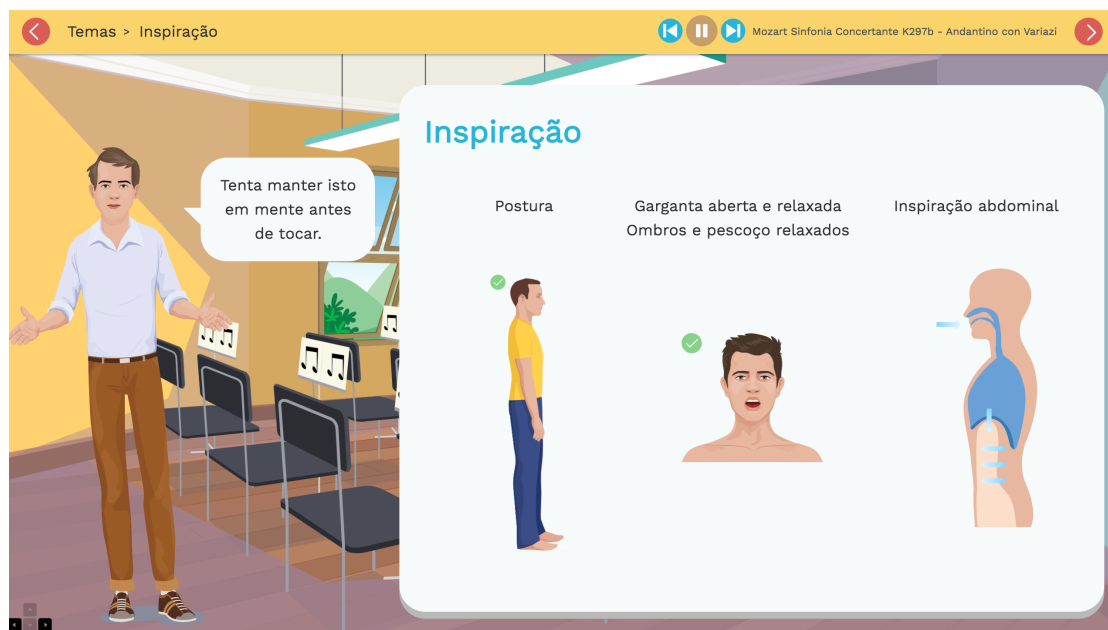 Temas > Inspiração
Mozart Sinfonia Concertante K297b - Andantino con Variazi
Inspiração
Tenta manter isto
em mente antes
de tocar.
Postura
Garganta aberta e relaxada
Ombros e pescoço relaxados
Inspiração abdominal